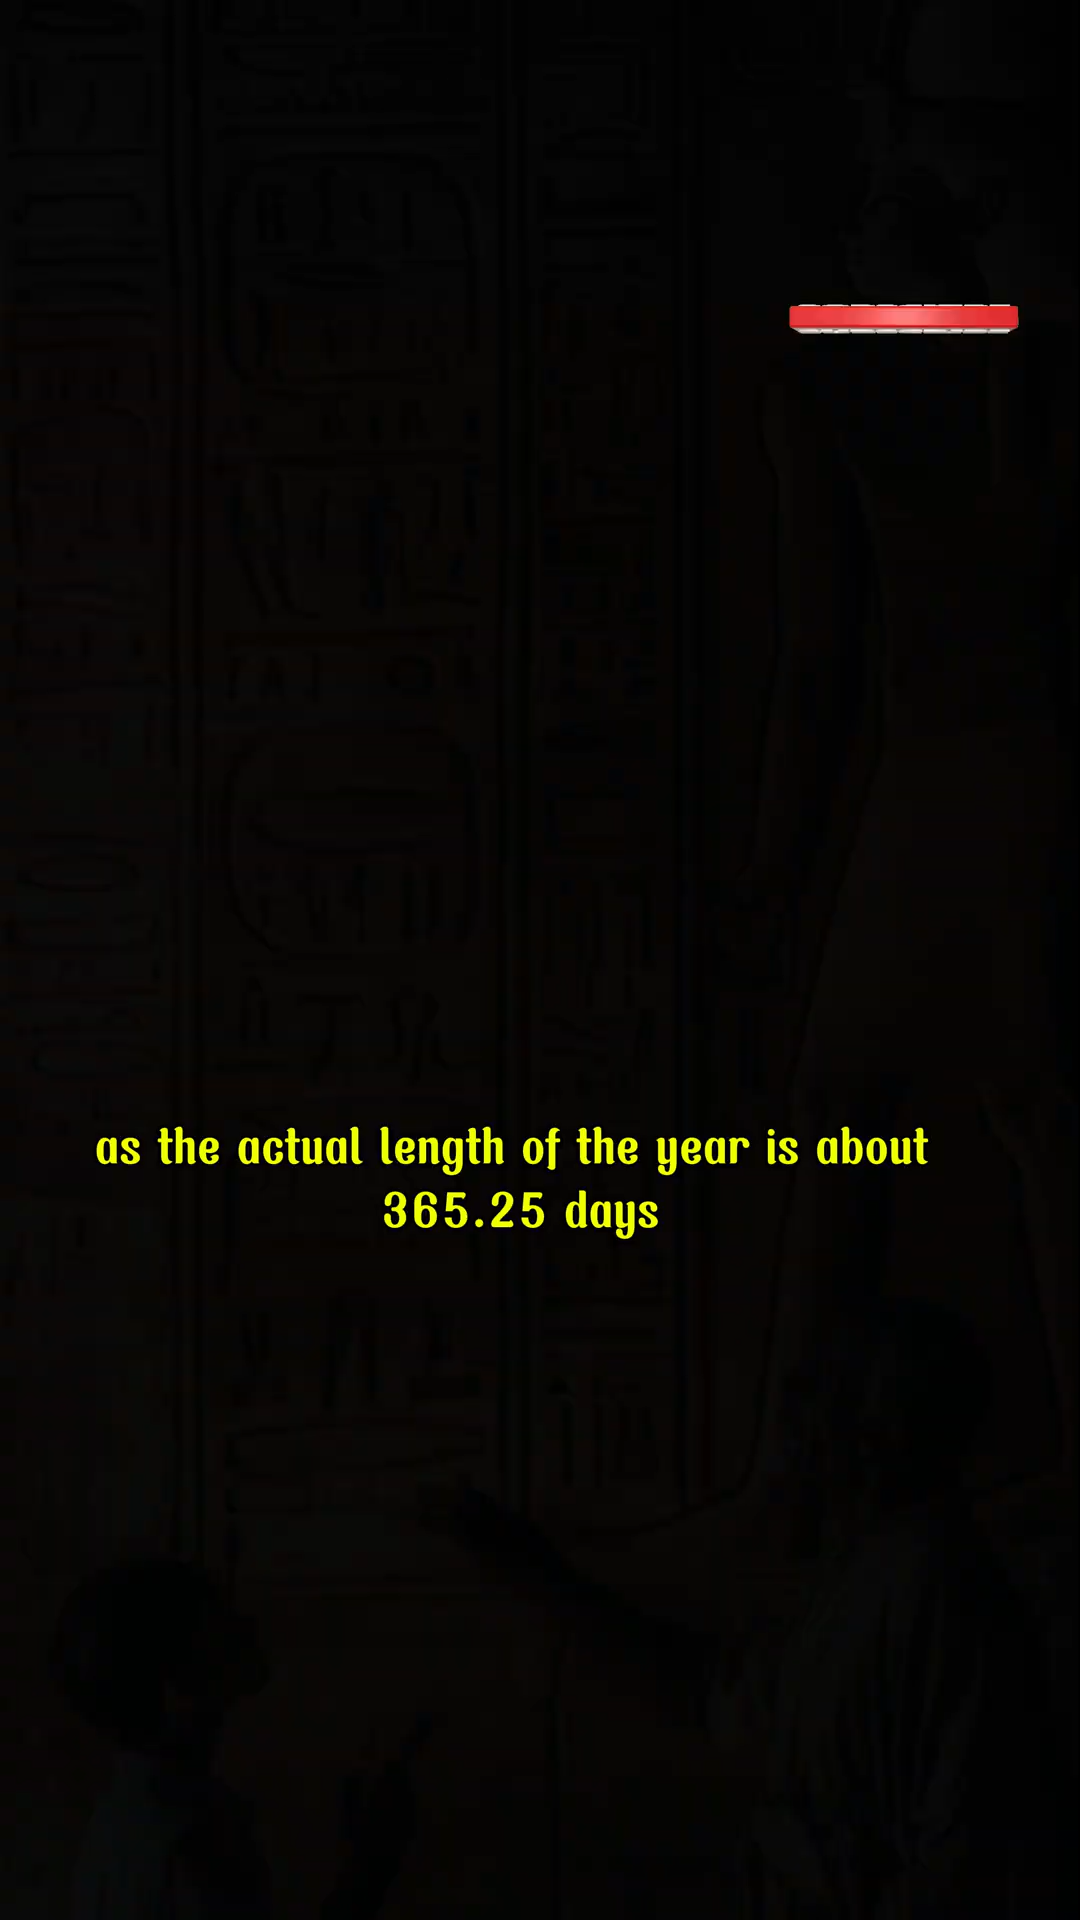 as the actual length of the year is about
365.25 days